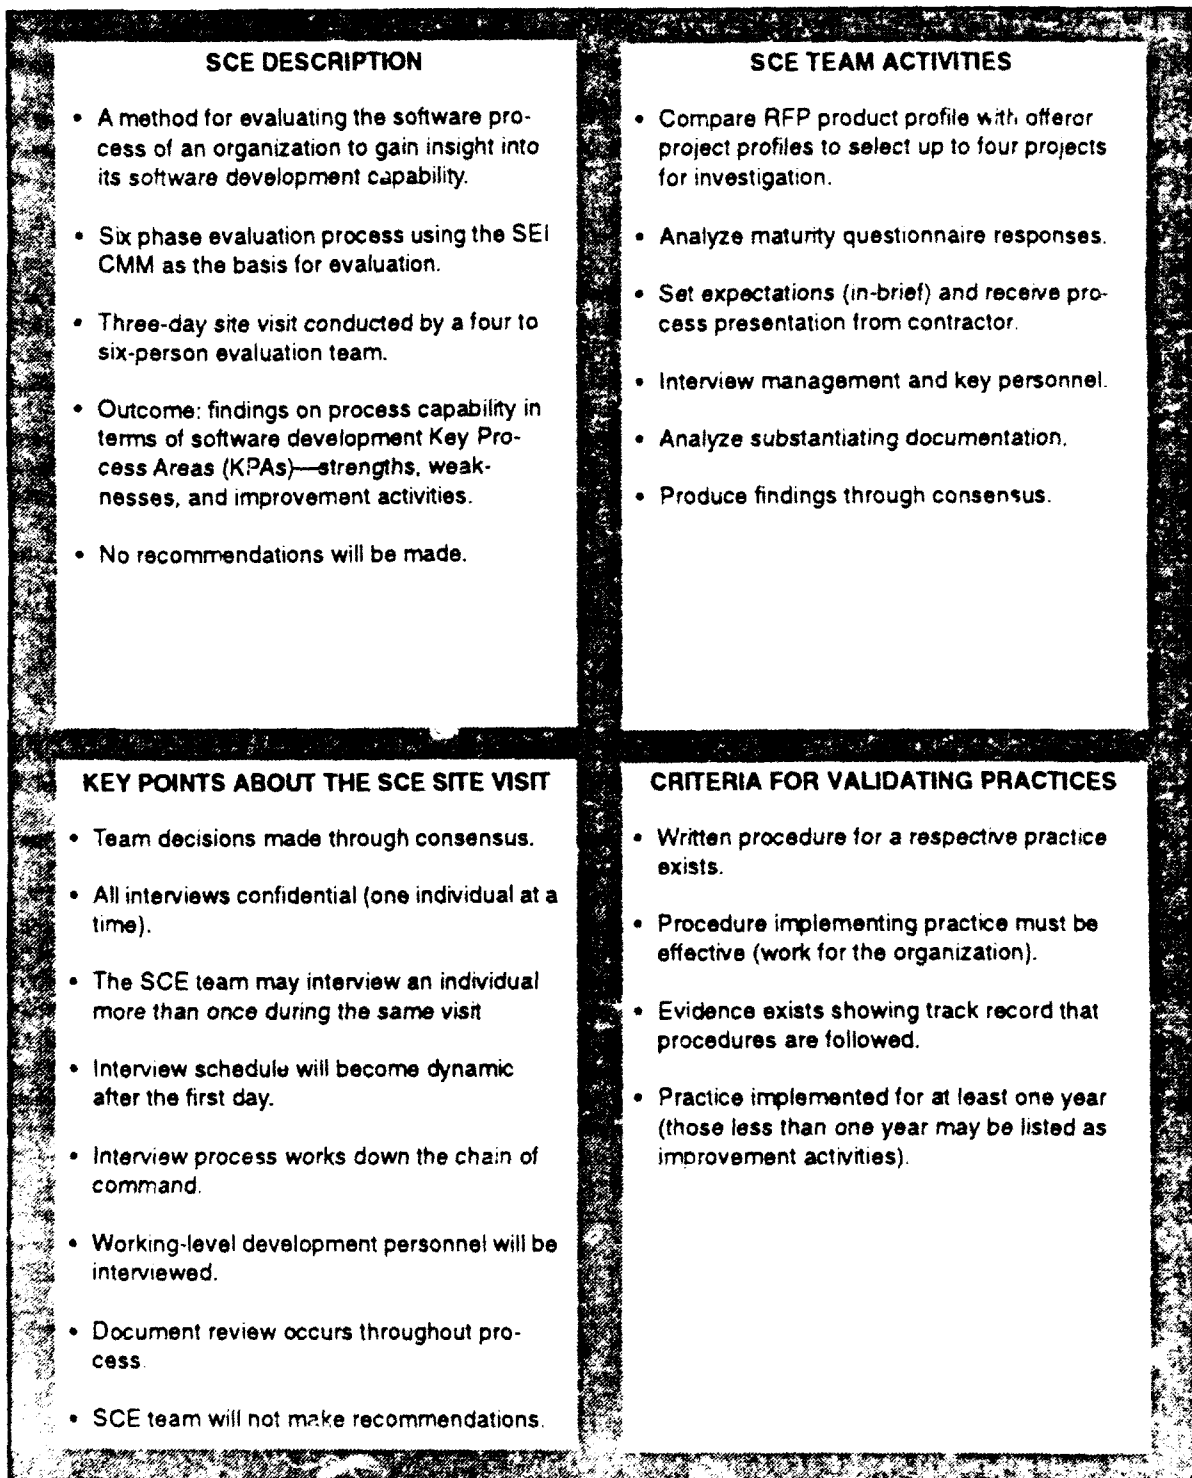 SCE DESCRIPTION
• A method for evaluating the software pro-
cess of an organization to gain insight into
its software development capability.
• Six phase evaluation process using the SEI
CMM as the basis for evaluation.
• Three-day site visit conducted by a four to
six-person evaluation team.
• Outcome: findings on process capability in
terms of software development Key Pro-
cess Areas (KPAs)—strengths, weak-
nesses, and improvement activities.
• No recommendations will be made.
SCE TEAM ACTIVITIES
• Compare RFP product profile with offeror
project profiles to select up to four projects
for investigation.
• Analyze maturity questionnaire responses.
• Set expectations (in-brief) and receive pro-
cess presentation from contractor.
• Interview management and key personnel.
• Analyze substantiating documentation.
• Produce findings through consensus.
KEY POINTS ABOUT THE SCE SITE VISIT
• Team decisions made through consensus.
• All interviews confidential (one individual at a
time).
• The SCE team may interview an individual
more than once during the same visit
• Interview schedule will become dynamic
after the first day.
• Interview process works down the chain of
command.
• Working-level development personnel will be
interviewed.
• Document review occurs throughout pro-
cess.
• SCE team will not make recommendations.
CRITERIA FOR VALIDATING PRACTICES
• Written procedure for a respective practice
exists.
• Procedure implementing practice must be
effective (work for the organization).
• Evidence exists showing track record that
procedures are followed.
• Practice implemented for at least one year
(those less than one year may be listed as
improvement activities).